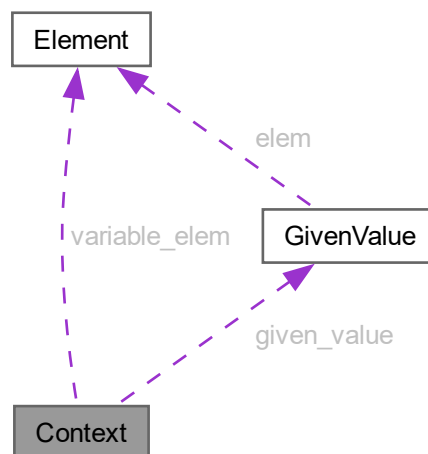 Element
elem
variable_elem
GivenValue
given_value
Context